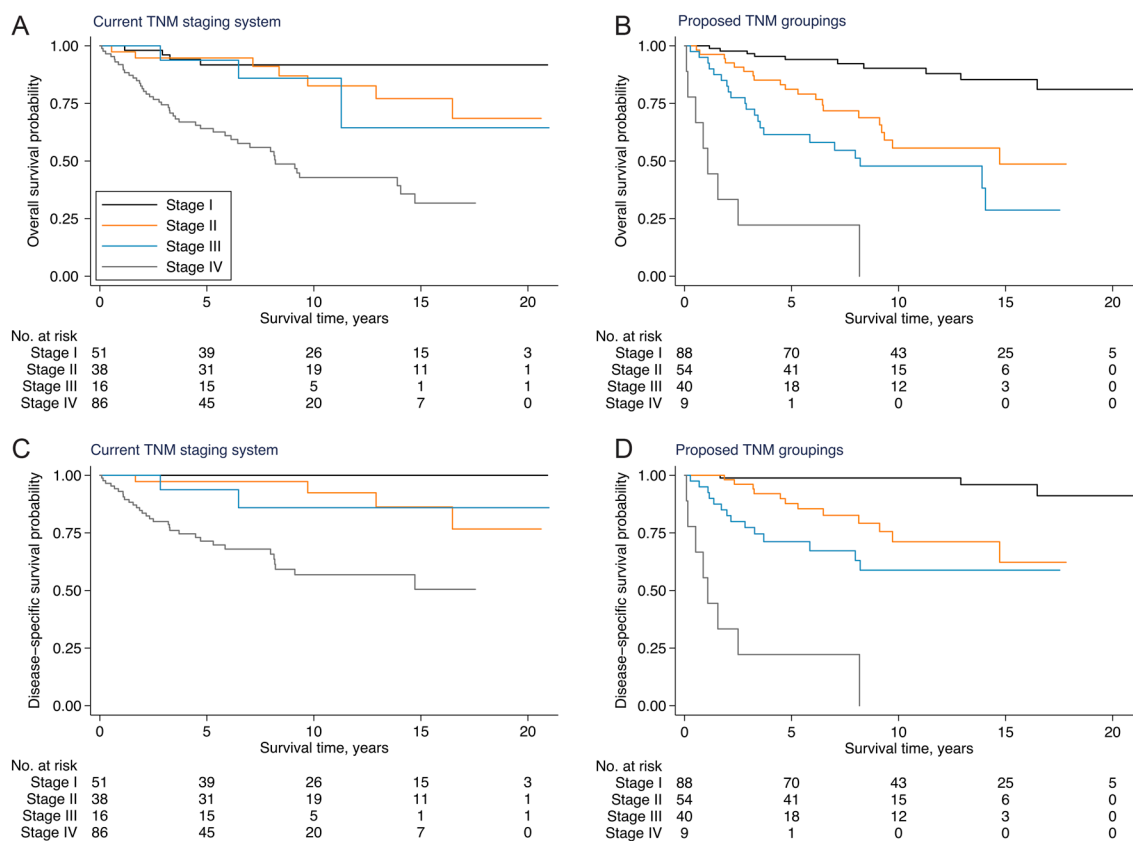 A
Current TNM staging system
Overall survival probability
1.00
0.75
0.50
0.25
0.00
Stage I
Stage II
Stage III
Stage IV
0 5 10 15 20
Survival time, years
No. at risk
Stage I 51 39 26 15 3
Stage II 38 31 19 11 1
Stage III 16 15 5 1 1
Stage IV 86 45 20 7 0
B
Proposed TNM groupings
Overall survival probability
1.00
0.75
0.50
0.25
0.00
0 5 10 15 20
Survival time, years
No. at risk
Stage I 88 70 43 25 5
Stage II 54 41 15 6 0
Stage III 40 18 12 3 0
Stage IV 9 1 0 0 0
C
Current TNM staging system
Disease–specific survival probability
1.00
0.75
0.50
0.25
0.00
0 5 10 15 20
Survival time, years
No. at risk
Stage I 51 39 26 15 3
Stage II 38 31 19 11 1
Stage III 16 15 5 1 1
Stage IV 86 45 20 7 0
D
Proposed TNM groupings
Disease–specific survival probability
1.00
0.75
0.50
0.25
0.00
0 5 10 15 20
Survival time, years
No. at risk
Stage I 88 70 43 25 5
Stage II 54 41 15 6 0
Stage III 40 18 12 3 0
Stage IV 9 1 0 0 0